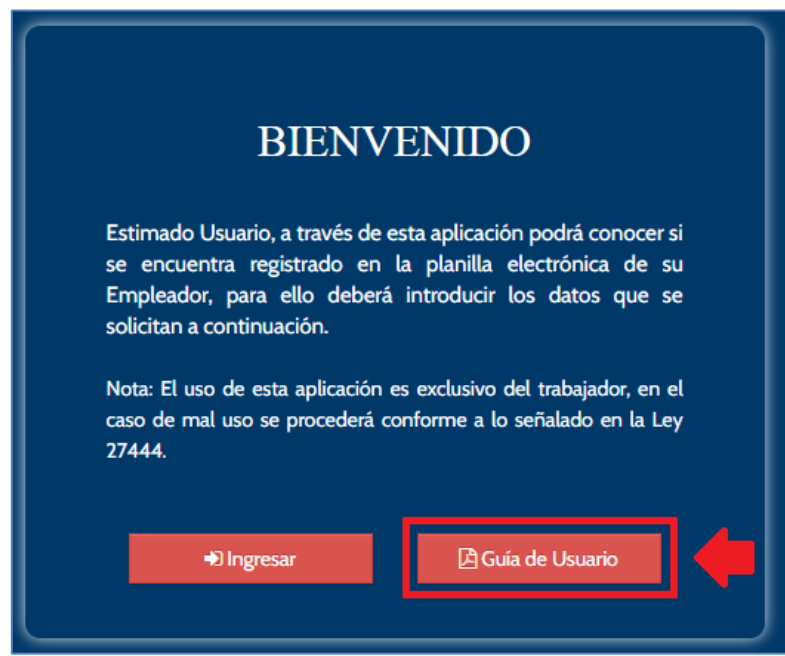 BIENVENIDO
Estimado Usuario, a través de esta aplicación podrá conocer si
se encuentra registrado en la planilla electrónica de su
Empleador, para ello deberá introducir los datos que se
solicitan a continuación.
Nota: El uso de esta aplicación es exclusivo del trabajador, en el
caso de mal uso se procederá conforme a lo señalado en la Ley
27444.
Ingresar
Guía de Usuario